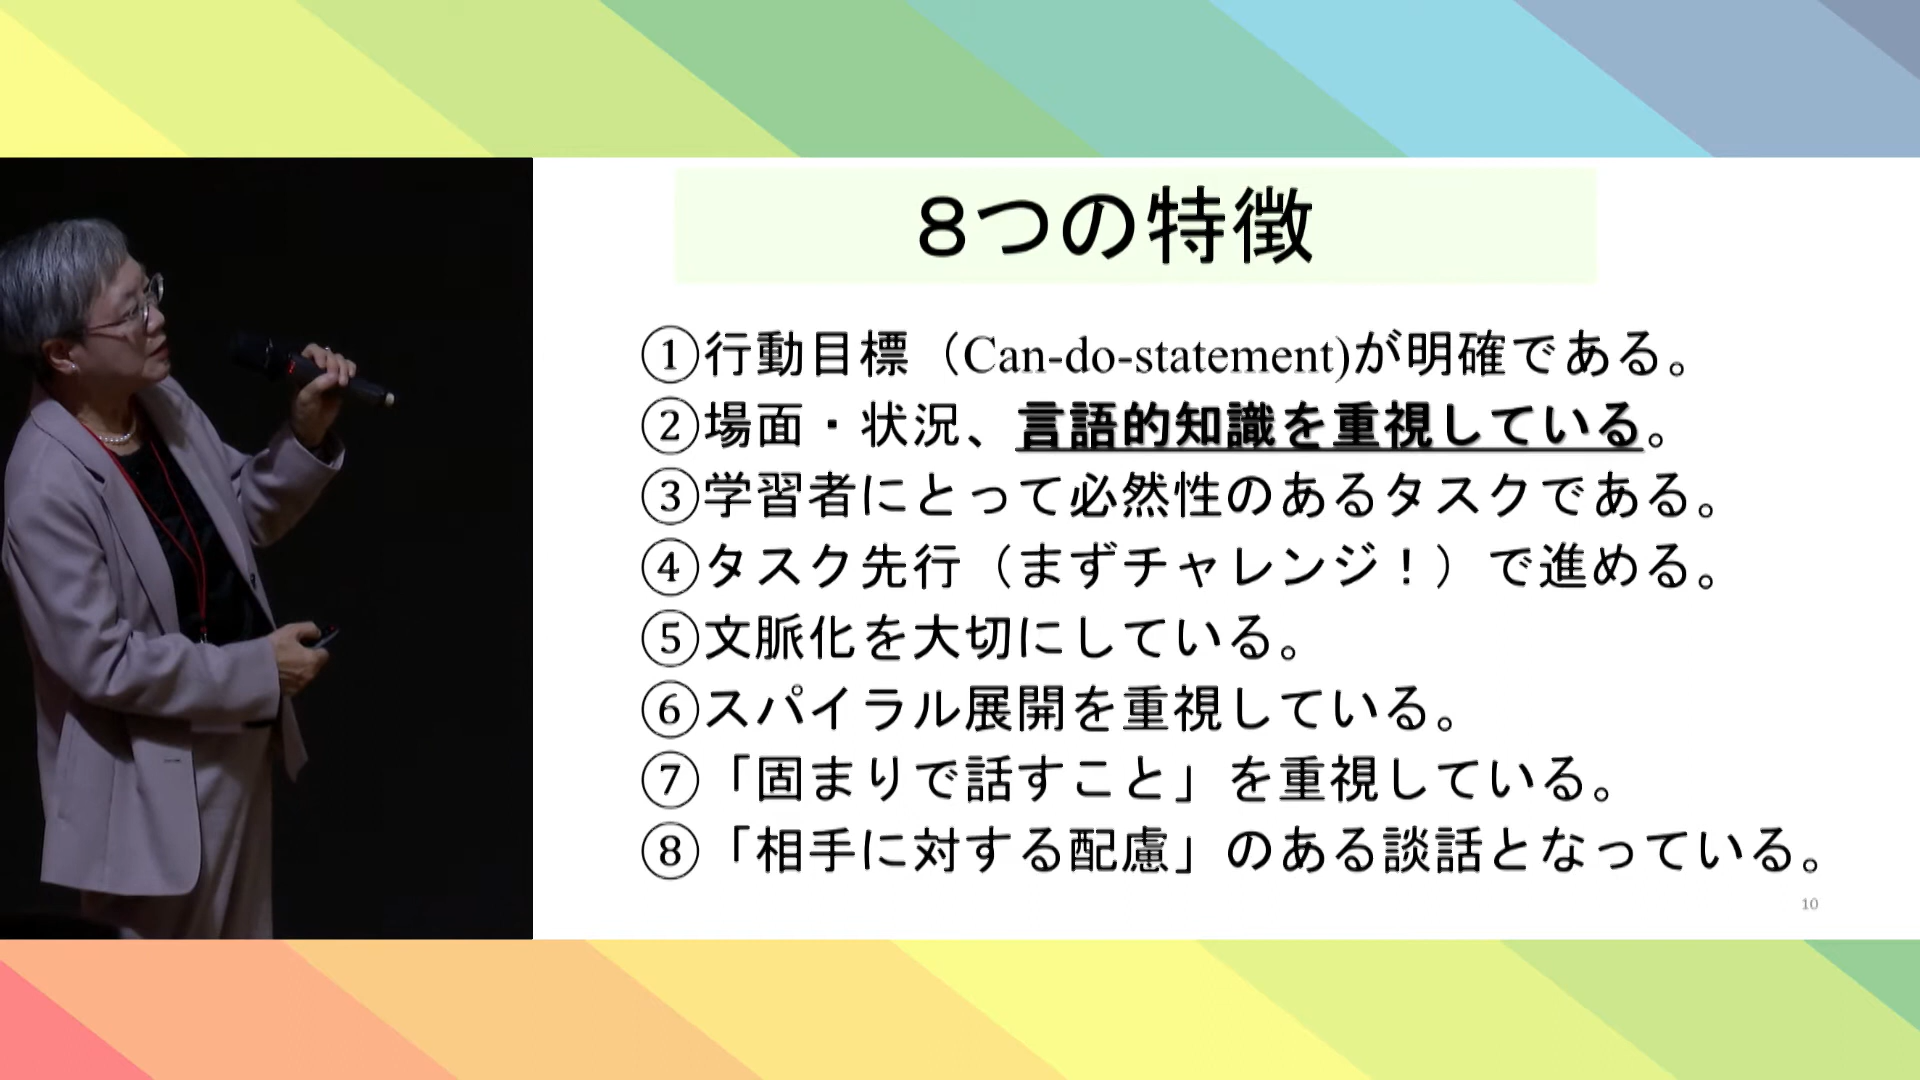 ８つの特徴
①行動目標（Can-do-statement)が明確である。
②場面・状況、言語的知識を重視している。
③学習者にとって必然性のあるタスクである。
④タスク先行（まずチャレンジ！）で進める。
⑤文脈化を大切にしている。
⑥スパイラル展開を重視している。
⑦「固まりで話すこと」を重視している。
⑧「相手に対する配慮」のある談話となっている。
10